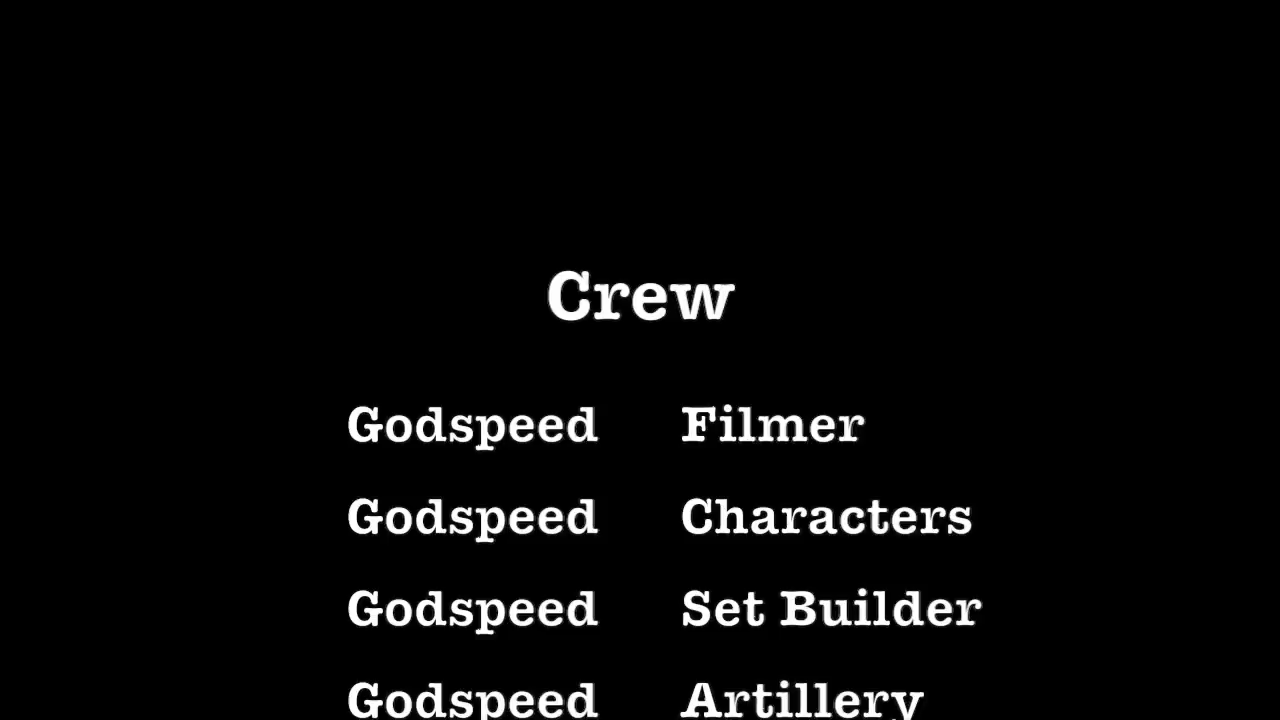 Crew
Godspeed Filmer
Godspeed Characters
Godspeed Set Builder
Godspeed Artillery